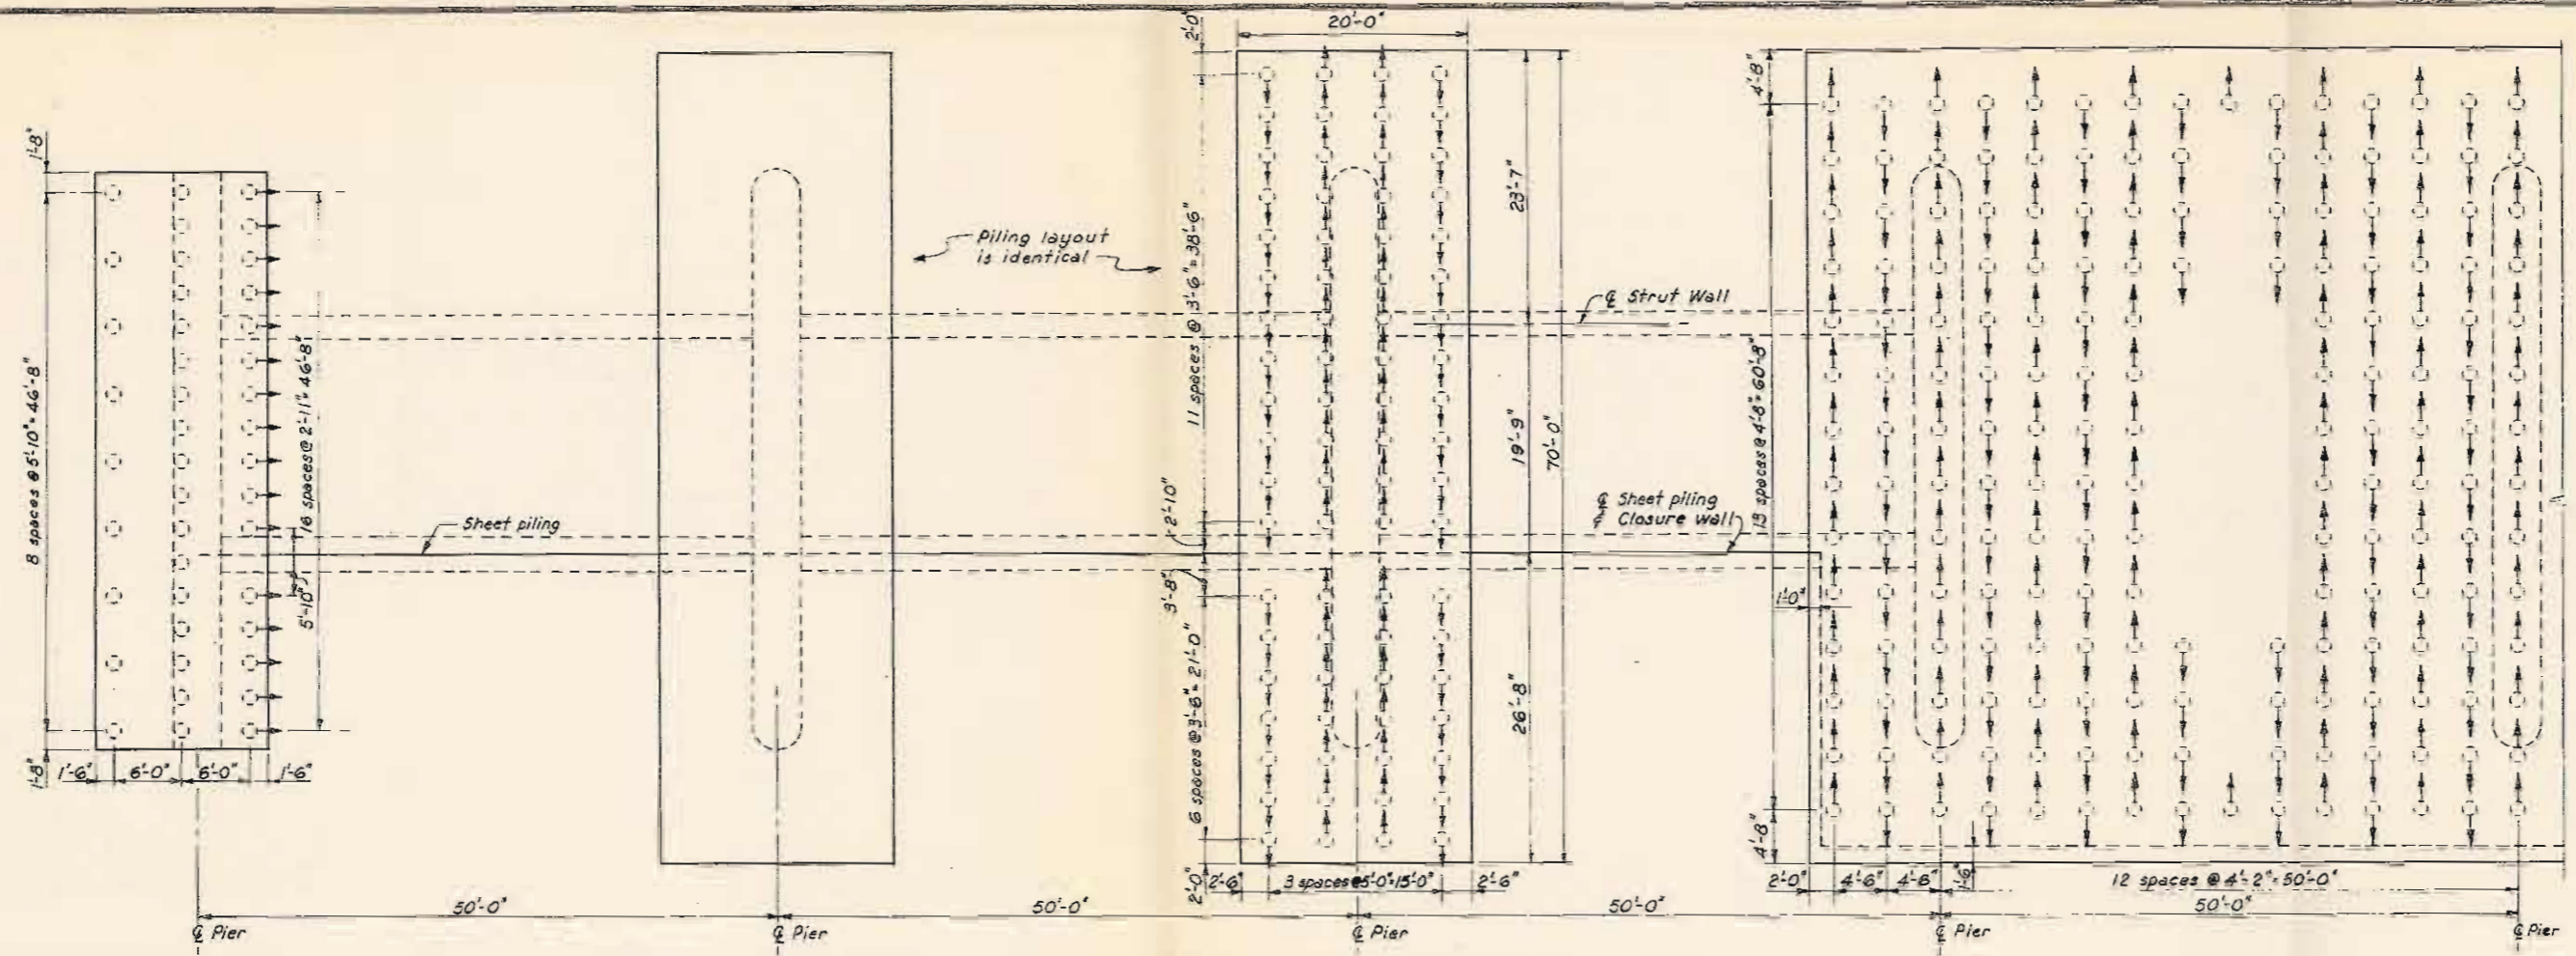 1'-8"
8 spaces @ 5'-10" = 46'-8"
1'-8"
1'-6"
6'-0"
6'-0"
1'-6"
16 spaces @ 2'-11" = 46'-8"
5'-10"
Sheet piling
Piling layout
is identical
2'-0"
20'-0"
11 spaces @ 3'-6" = 38'-6"
2'-10"
3'-8"
6 spaces @ 3'-6" = 21'-0"
2'-0"
2'-6"
3 spaces @ 5'-0" = 15'-0"
2'-6"
23'-7"
19'-9"
70'-0"
26'-8"
℄ Strut Wall
℄ Sheet piling
℄ Closure wall
4'-8"
13 spaces @ 4'-8" = 60'-8"
1'-0"
4'-8"
2'-0"
4'-6"
4'-6"
1'-6"
12 spaces @ 4'-2" = 50'-0"
50'-0"
50'-0"
50'-0"
50'-0"
℄ Pier
℄ Pier
℄ Pier
℄ Pier
℄ Pier